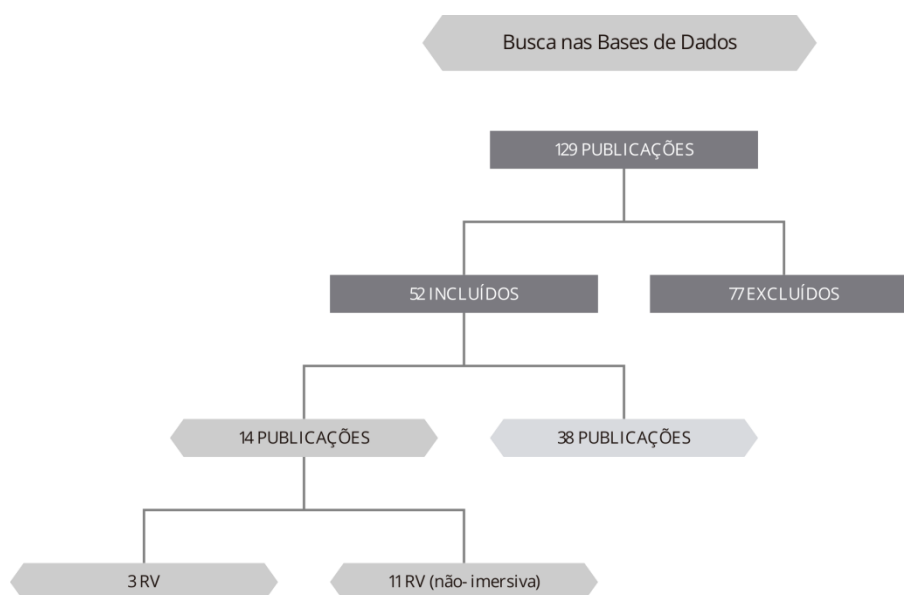 Busca nas Bases de Dados
129 PUBLICAÇÕES
52 INCLUÍDOS
77 EXCLUÍDOS
14 PUBLICAÇÕES
38 PUBLICAÇÕES
3 RV
11 RV (não- imersiva)